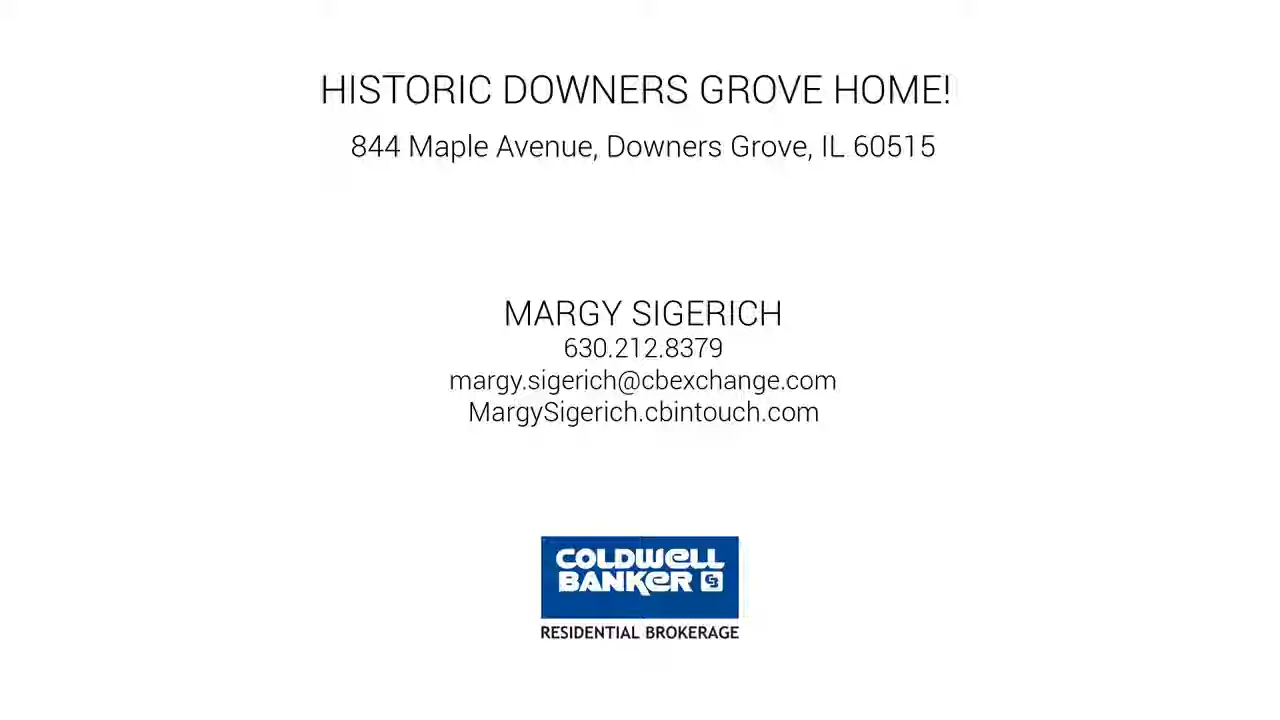 HISTORIC DOWNERS GROVE HOME!
844 Maple Avenue, Downers Grove, IL 60515
MARGY SIGERICH
630.212.8379
margy.sigerich@cbexchange.com
MargySigerich.cbintouch.com
COLDWELL
BANKER CB
RESIDENTIAL BROKERAGE